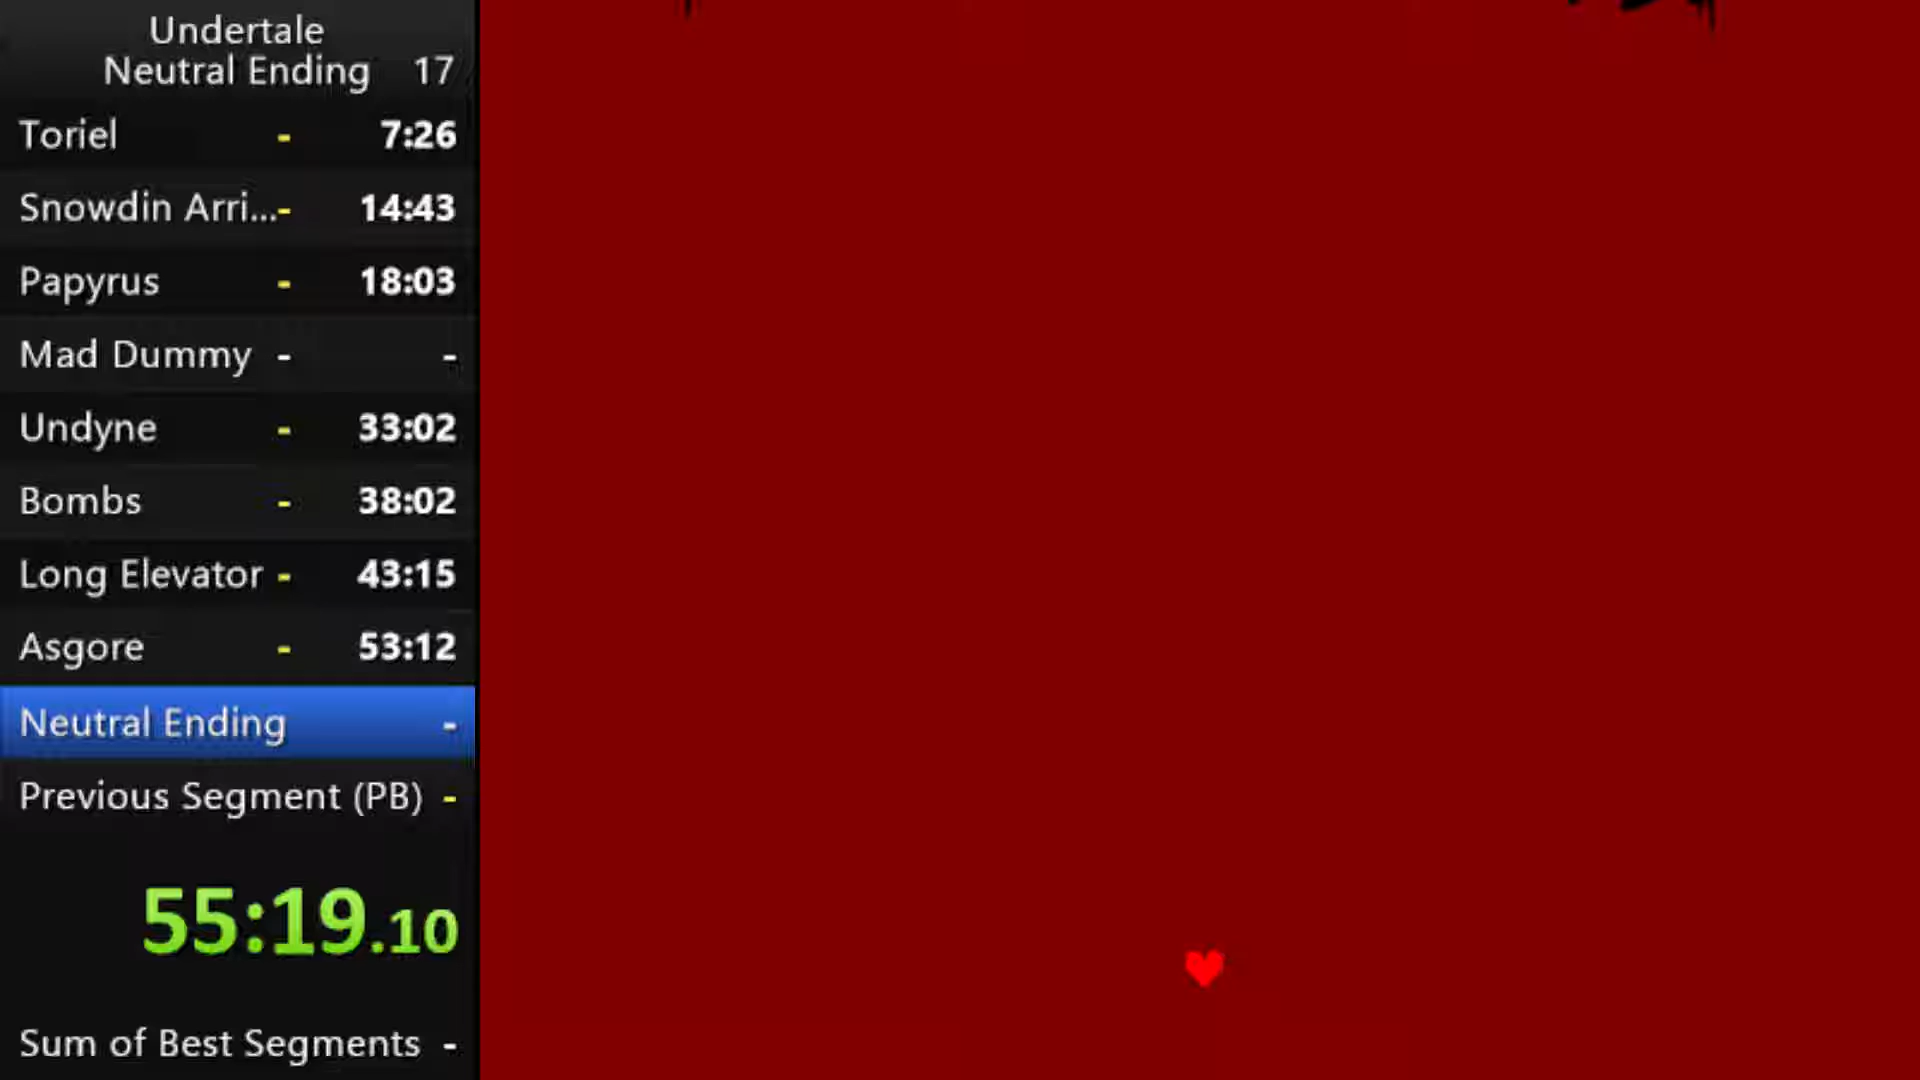 Undertale
Neutral Ending 17
Toriel - 7:26
Snowdin Arri...- 14:43
Papyrus - 18:03
Mad Dummy - -
Undyne - 33:02
Bombs - 38:02
Long Elevator - 43:15
Asgore - 53:12
Neutral Ending -
Previous Segment (PB) -
55:19.10
Sum of Best Segments -